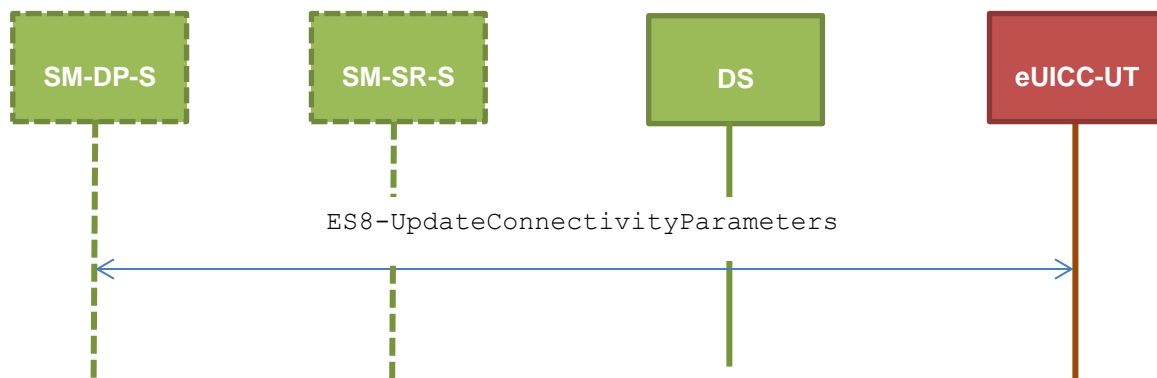 SM-DP-S
SM-SR-S
DS
eUICC-UT
ES8-UpdateConnectivityParameters